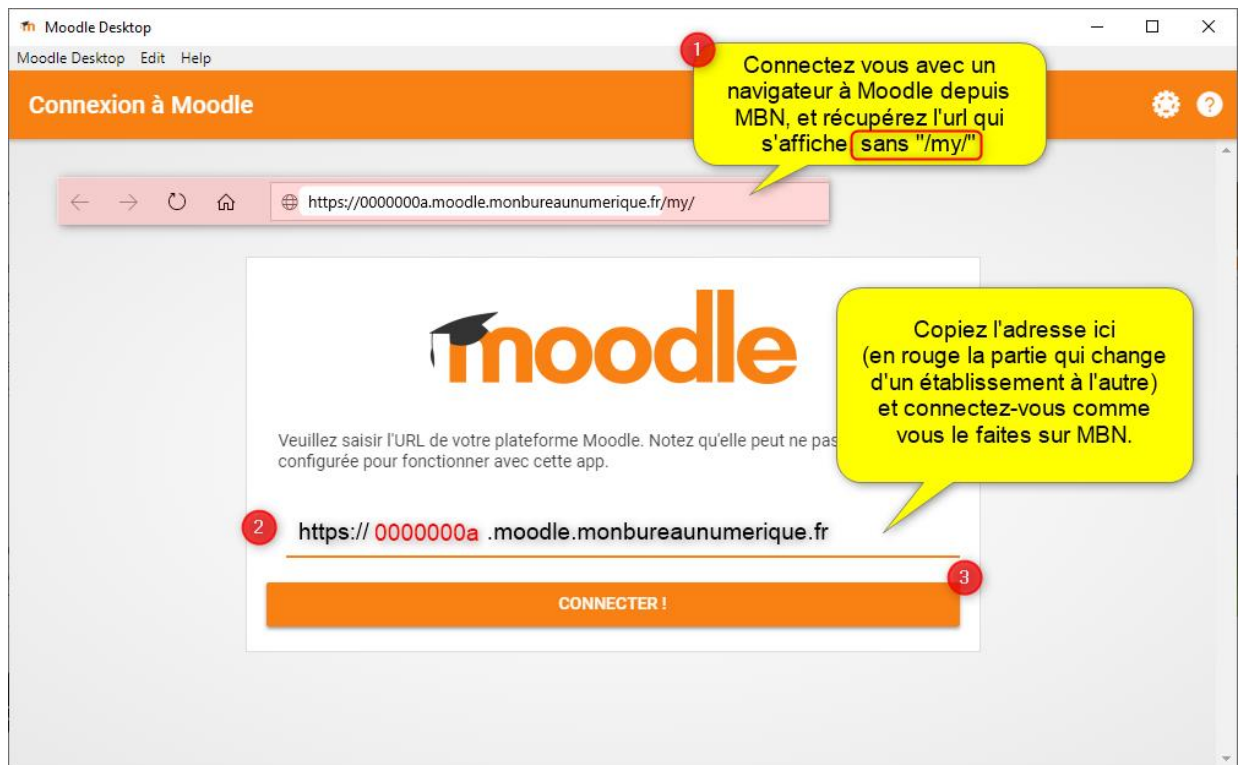 Moodle Desktop
Moodle Desktop Edit Help
Connexion à Moodle
1
Connectez vous avec un
navigateur à Moodle depuis
MBN, et récupérez l'url qui
s'affiche sans "/my/"
https://0000000a.moodle.monbureaunumerique.fr/my/
moodle
Copiez l'adresse ici
(en rouge la partie qui change
d'un établissement à l'autre)
et connectez-vous comme
vous le faites sur MBN.
Veuillez saisir l'URL de votre plateforme Moodle. Notez qu'elle peut ne pas
configurée pour fonctionner avec cette app.
2
https:// 0000000a .moodle.monbureaunumerique.fr
3
CONNECTER !